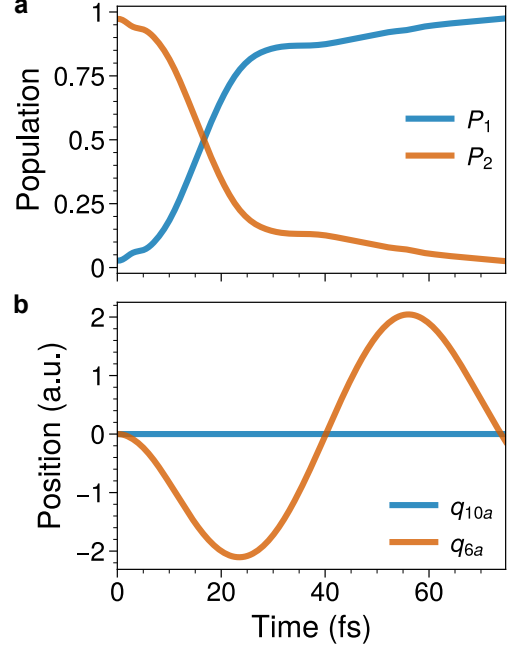 a
1
0.75
0.5
0.25
0
Population
P1
P2
b
2
1
0
−1
−2
Position (a.u.)
q10a
q6a
0 20 40 60
Time (fs)